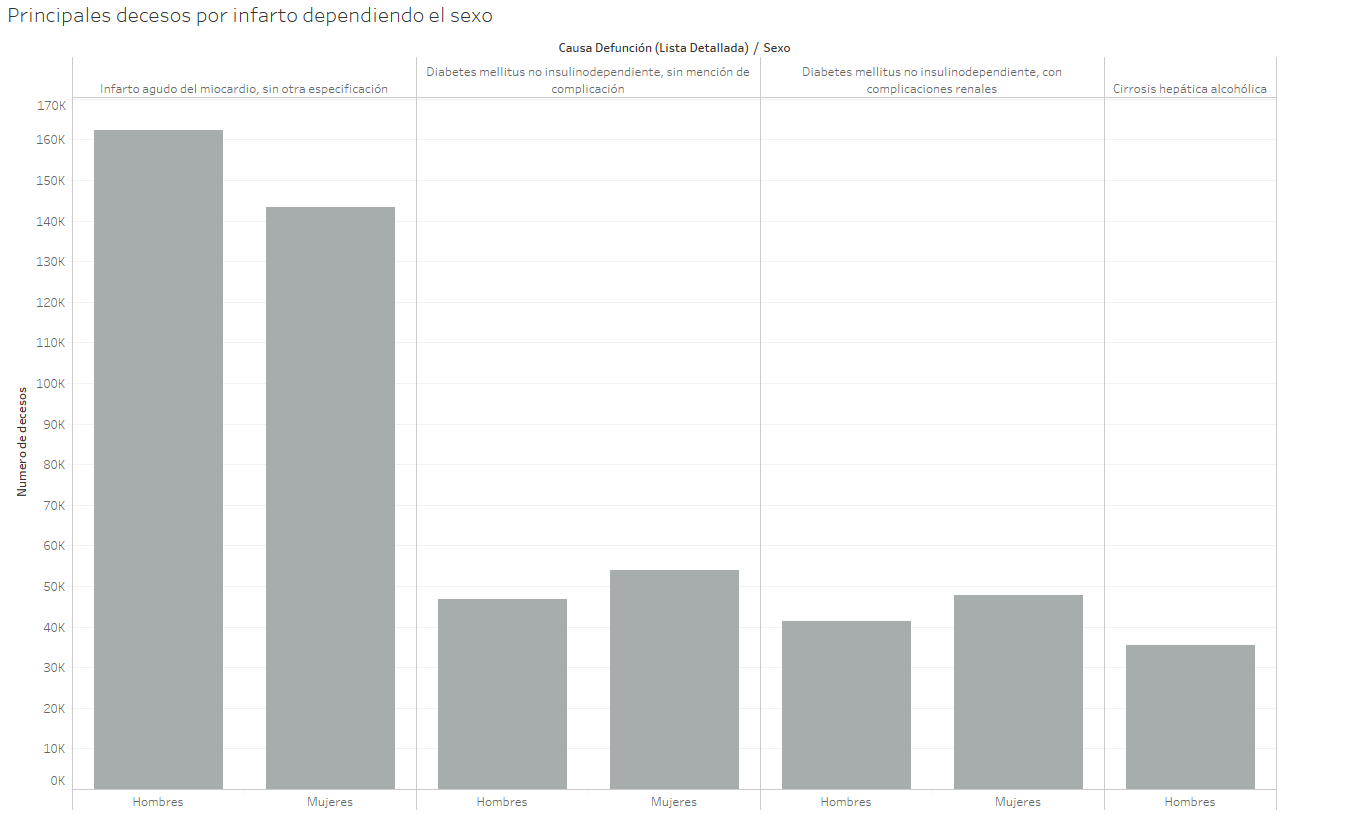 Principales decesos por infarto dependiendo el sexo
Causa Defunción (Lista Detallada) / Sexo
Infarto agudo del miocardio, sin otra especificación
Diabetes mellitus no insulinodependiente, sin mención de
complicación
Diabetes mellitus no insulinodependiente, con
complicaciones renales
Cirrosis hepática alcohólica
170K
160K
150K
140K
130K
120K
110K
100K
90K
80K
70K
60K
50K
40K
30K
20K
10K
0K
Numero de decesos
Hombres
Mujeres
Hombres
Mujeres
Hombres
Mujeres
Hombres